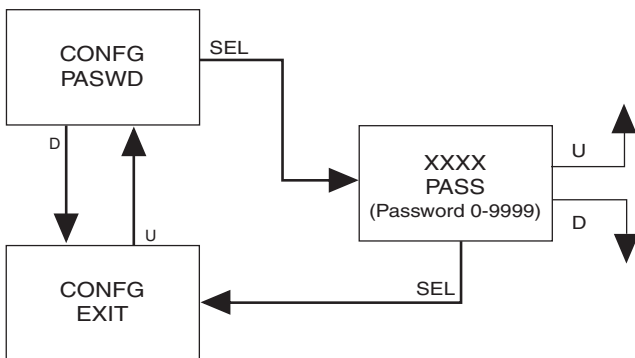 CONFG
PASWD
SEL
D
U
XXXX
PASS
(Password 0-9999)
U
D
SEL
CONFG
EXIT